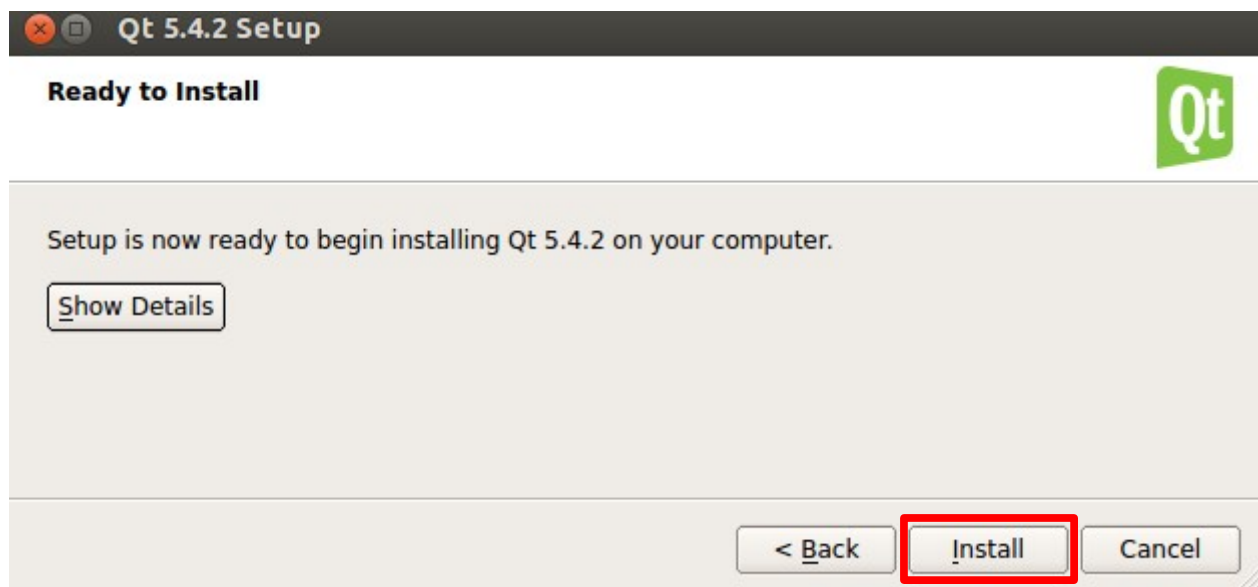 Qt 5.4.2 Setup
Ready to Install
Qt
Setup is now ready to begin installing Qt 5.4.2 on your computer.
Show Details
< Back
Install
Cancel